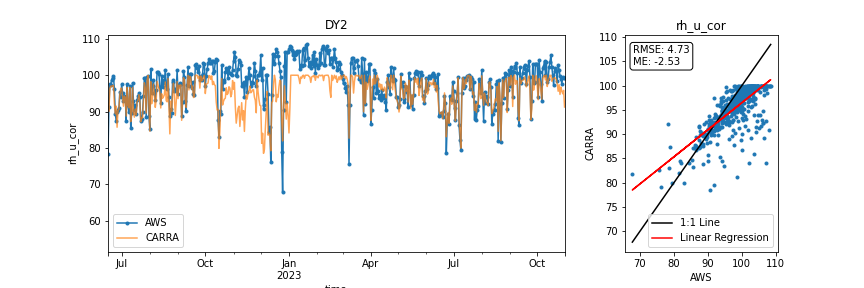 DY2
rh_u_cor
110
100
90
80
70
60
rh_u_cor
AWS
CARRA
Jul
Oct
Jan
2023
Apr
Jul
Oct
time
rh_u_cor
RMSE: 4.73
ME: -2.53
110
105
100
95
90
85
80
75
70
CARRA
1:1 Line
Linear Regression
70
80
90
100
110
AWS